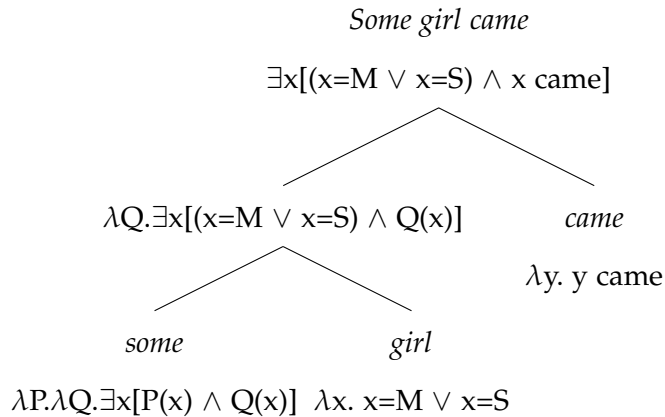 Some girl came
∃x[(x=M ∨ x=S) ∧ x came]
λQ.∃x[(x=M ∨ x=S) ∧ Q(x)]
came
λy. y came
some
girl
λP.λQ.∃x[P(x) ∧ Q(x)]
λx. x=M ∨ x=S